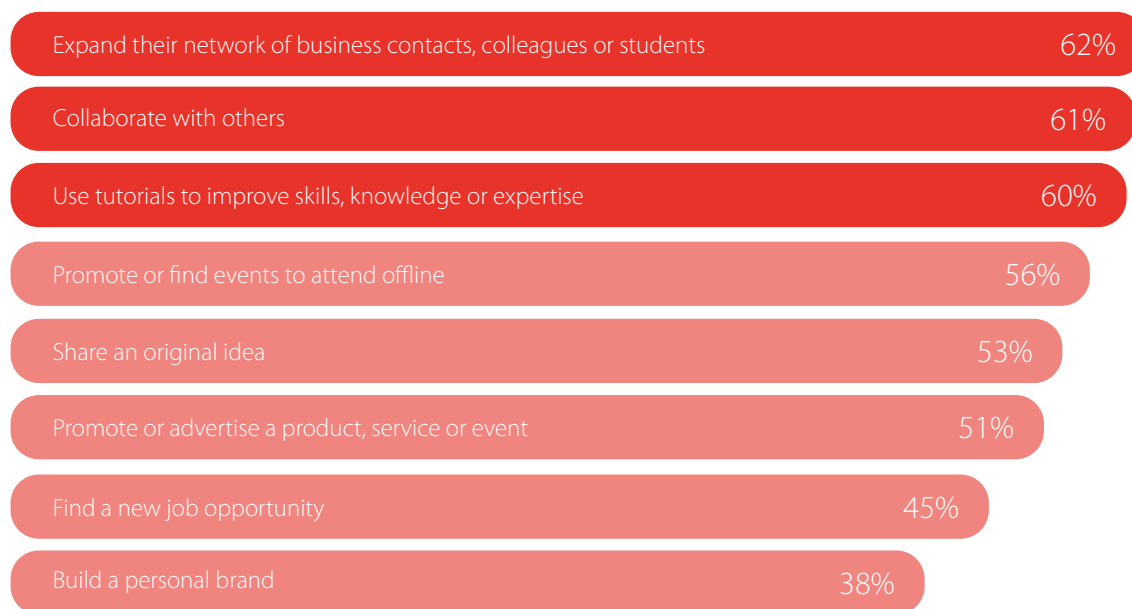 Expand their network of business contacts, colleagues or students 62%
Collaborate with others 61%
Use tutorials to improve skills, knowledge or expertise 60%
Promote or find events to attend offline 56%
Share an original idea 53%
Promote or advertise a product, service or event 51%
Find a new job opportunity 45%
Build a personal brand 38%